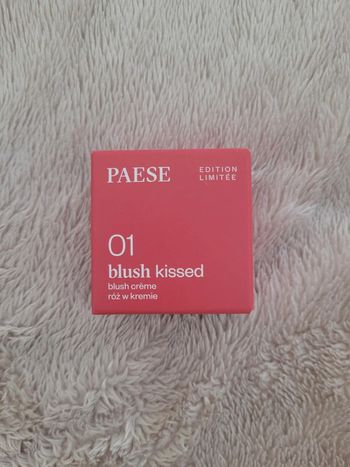 PAESE
EDITION
LIMITÉE
01
blush kissed
blush crème
róż w kremie